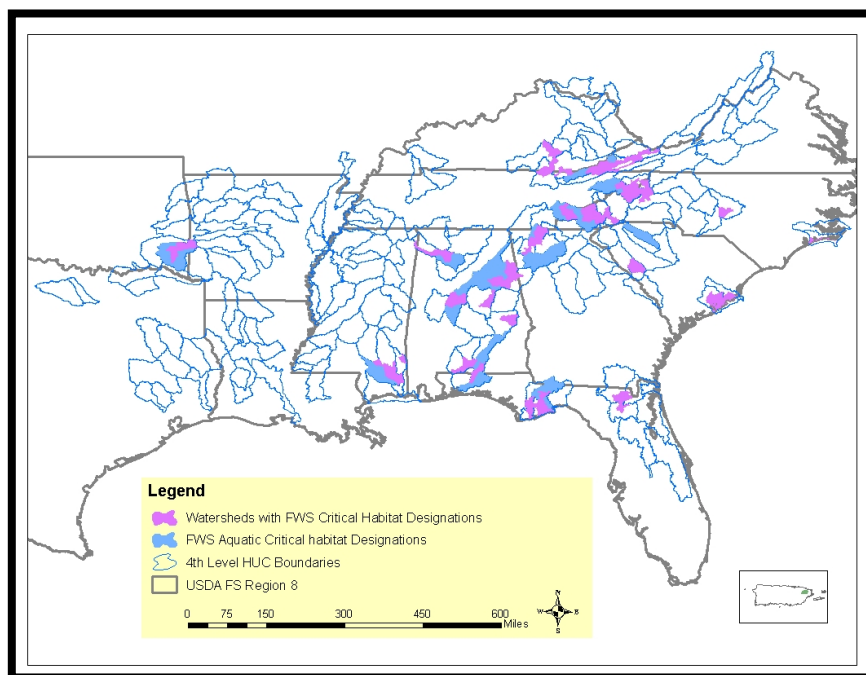 Legend
Watersheds with FWS Critical Habitat Designations
FWS Aquatic Critical habitat Designations
4th Level HUC Boundaries
USDA FS Region 8
0 75 150 300 450 600
Miles
N
W E
S